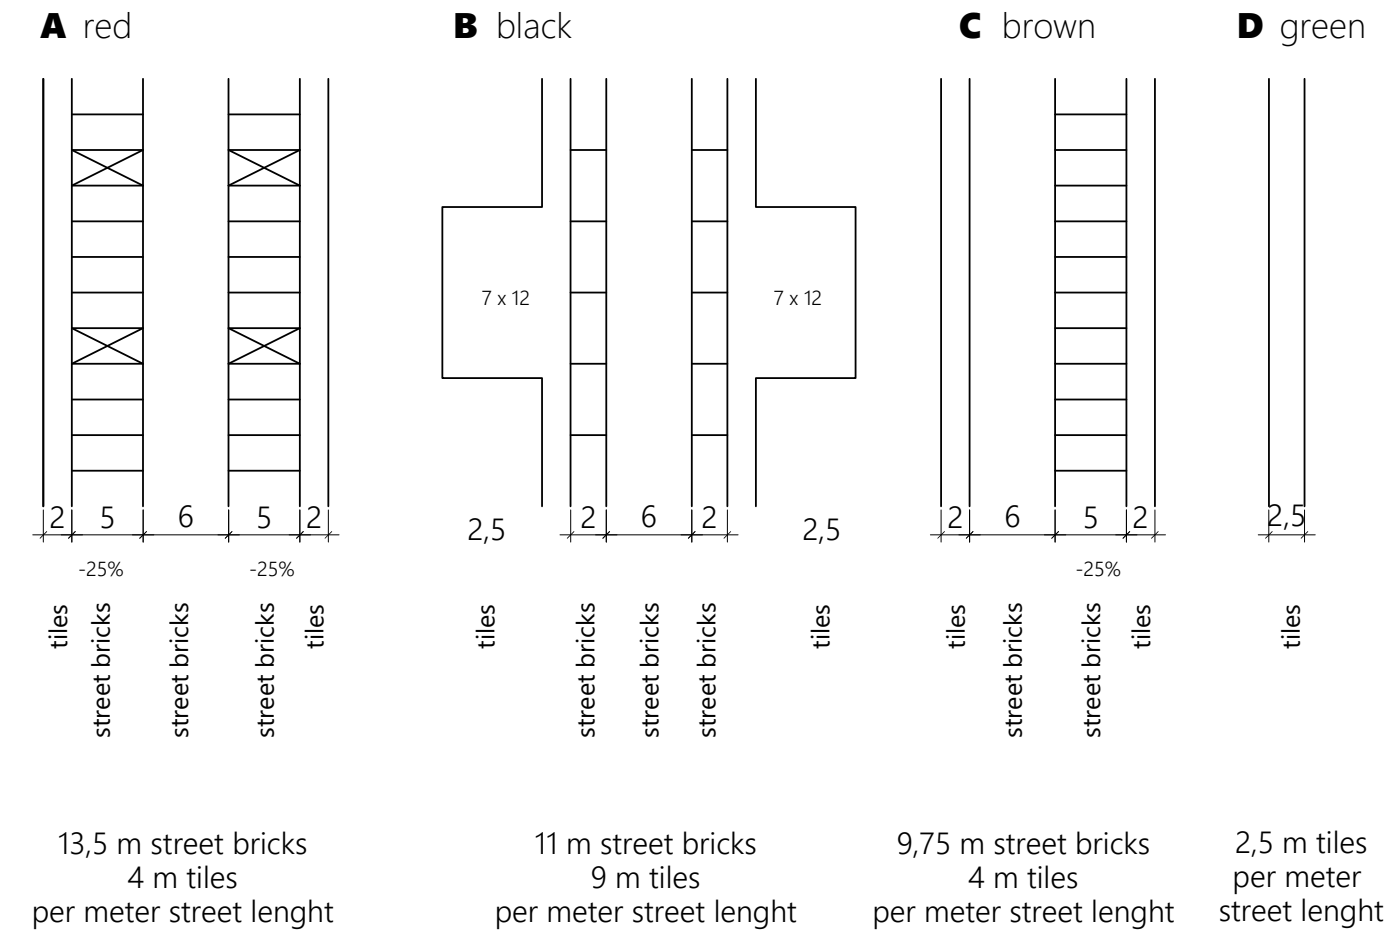 A red
B black
C brown
D green
7 x 12
7 x 12
2 5 6 5 2
2,5 2 6 2 2,5
2 6 5 2
2,5
-25% -25%
-25%
tiles
street bricks
street bricks
street bricks
tiles
tiles
street bricks
street bricks
street bricks
tiles
tiles
street bricks
street bricks
tiles
tiles
13,5 m street bricks
4 m tiles
per meter street lenght
11 m street bricks
9 m tiles
per meter street lenght
9,75 m street bricks
4 m tiles
per meter street lenght
2,5 m tiles
per meter
street lenght